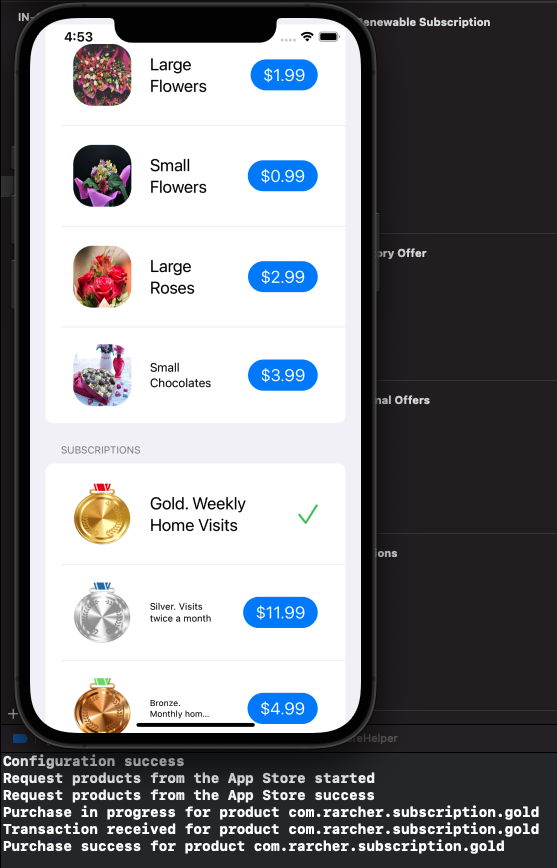 IN-
Renewable Subscription
4:53
Large
Flowers
$1.99
Small
Flowers
$0.99
ory Offer
Large
Roses
$2.99
Small
Chocolates
$3.99
nal Offers
SUBSCRIPTIONS
Gold. Weekly
Home Visits
ions
Silver. Visits
twice a month
$11.99
Bronze.
Monthly hom...
$4.99
reHelper
Configuration success
Request products from the App Store started
Request products from the App Store success
Purchase in progress for product com.rarcher.subscription.gold
Transaction received for product com.rarcher.subscription.gold
Purchase success for product com.rarcher.subscription.gold